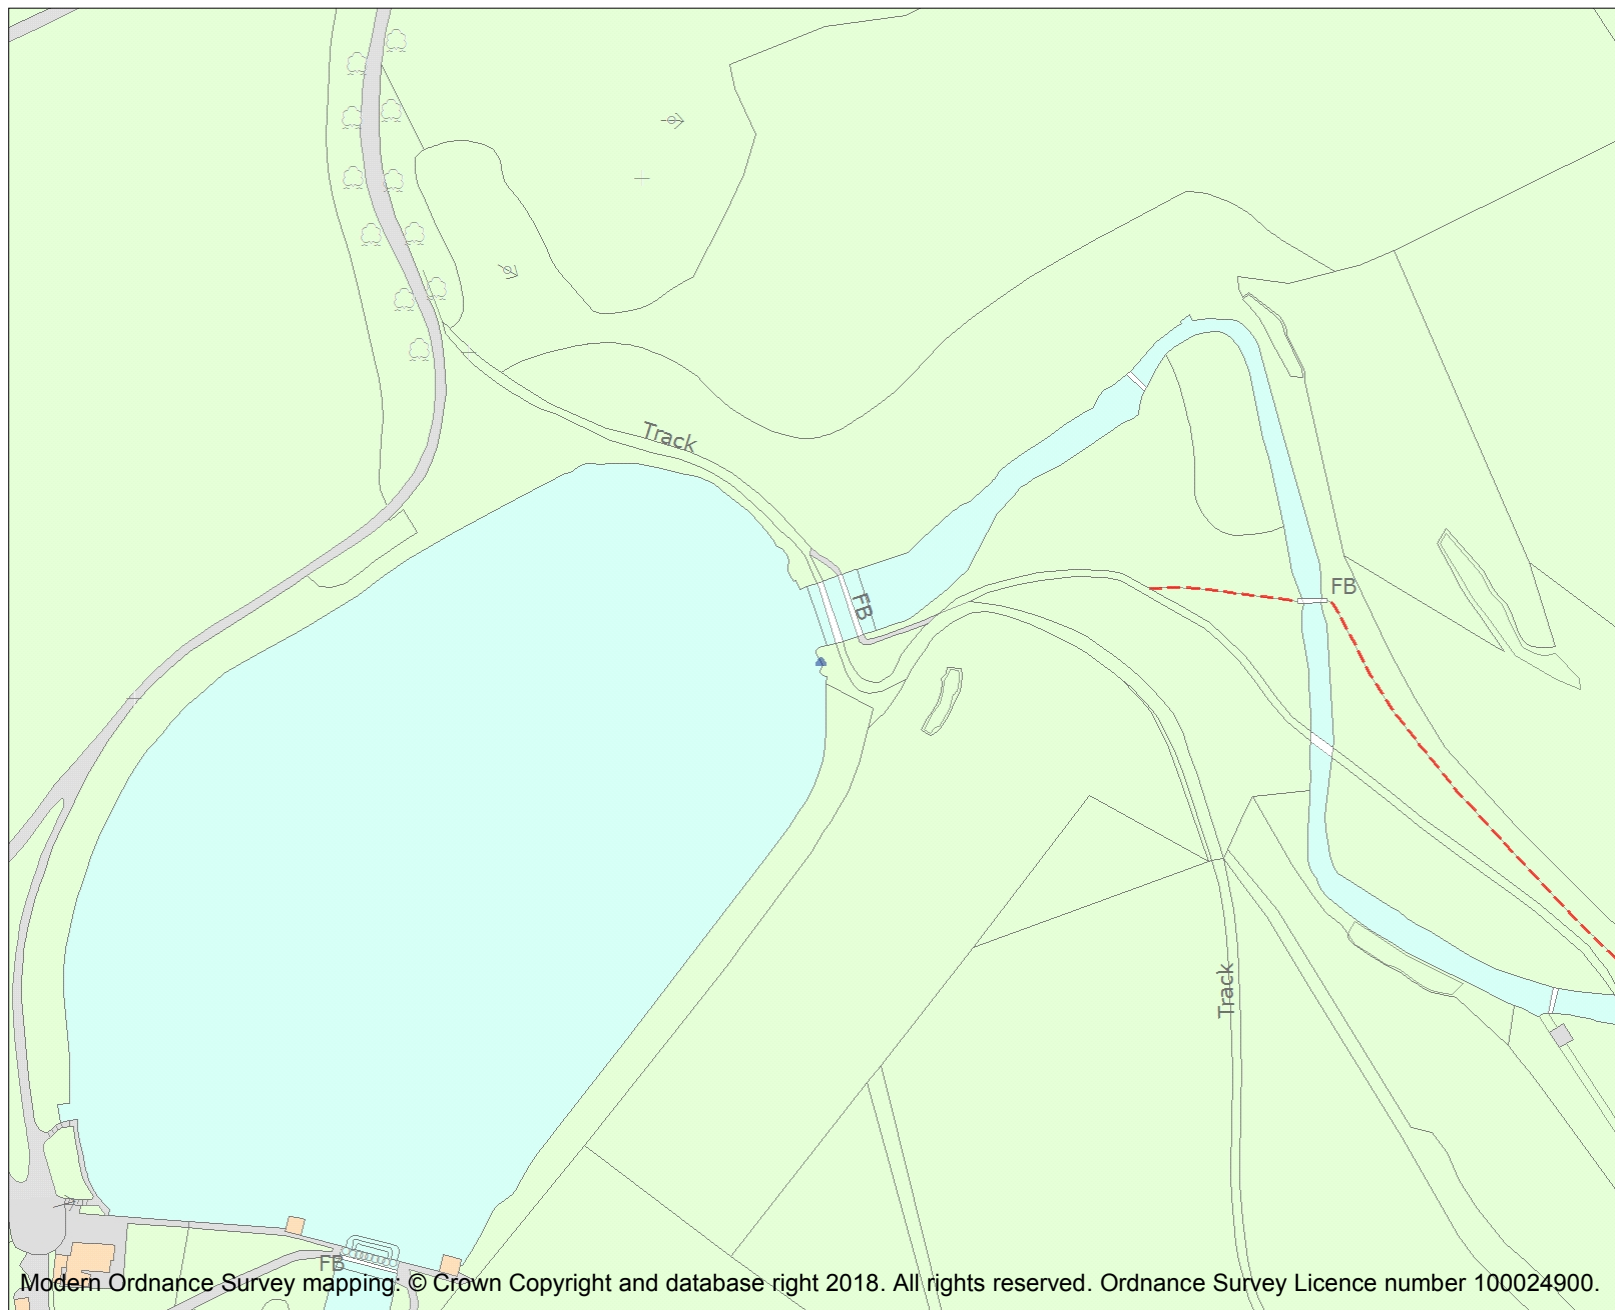 Track
FB
FB
Track
FB
Modern Ordnance Survey mapping: © Crown Copyright and database right 2018. All rights reserved. Ordnance Survey Licence number 100024900.